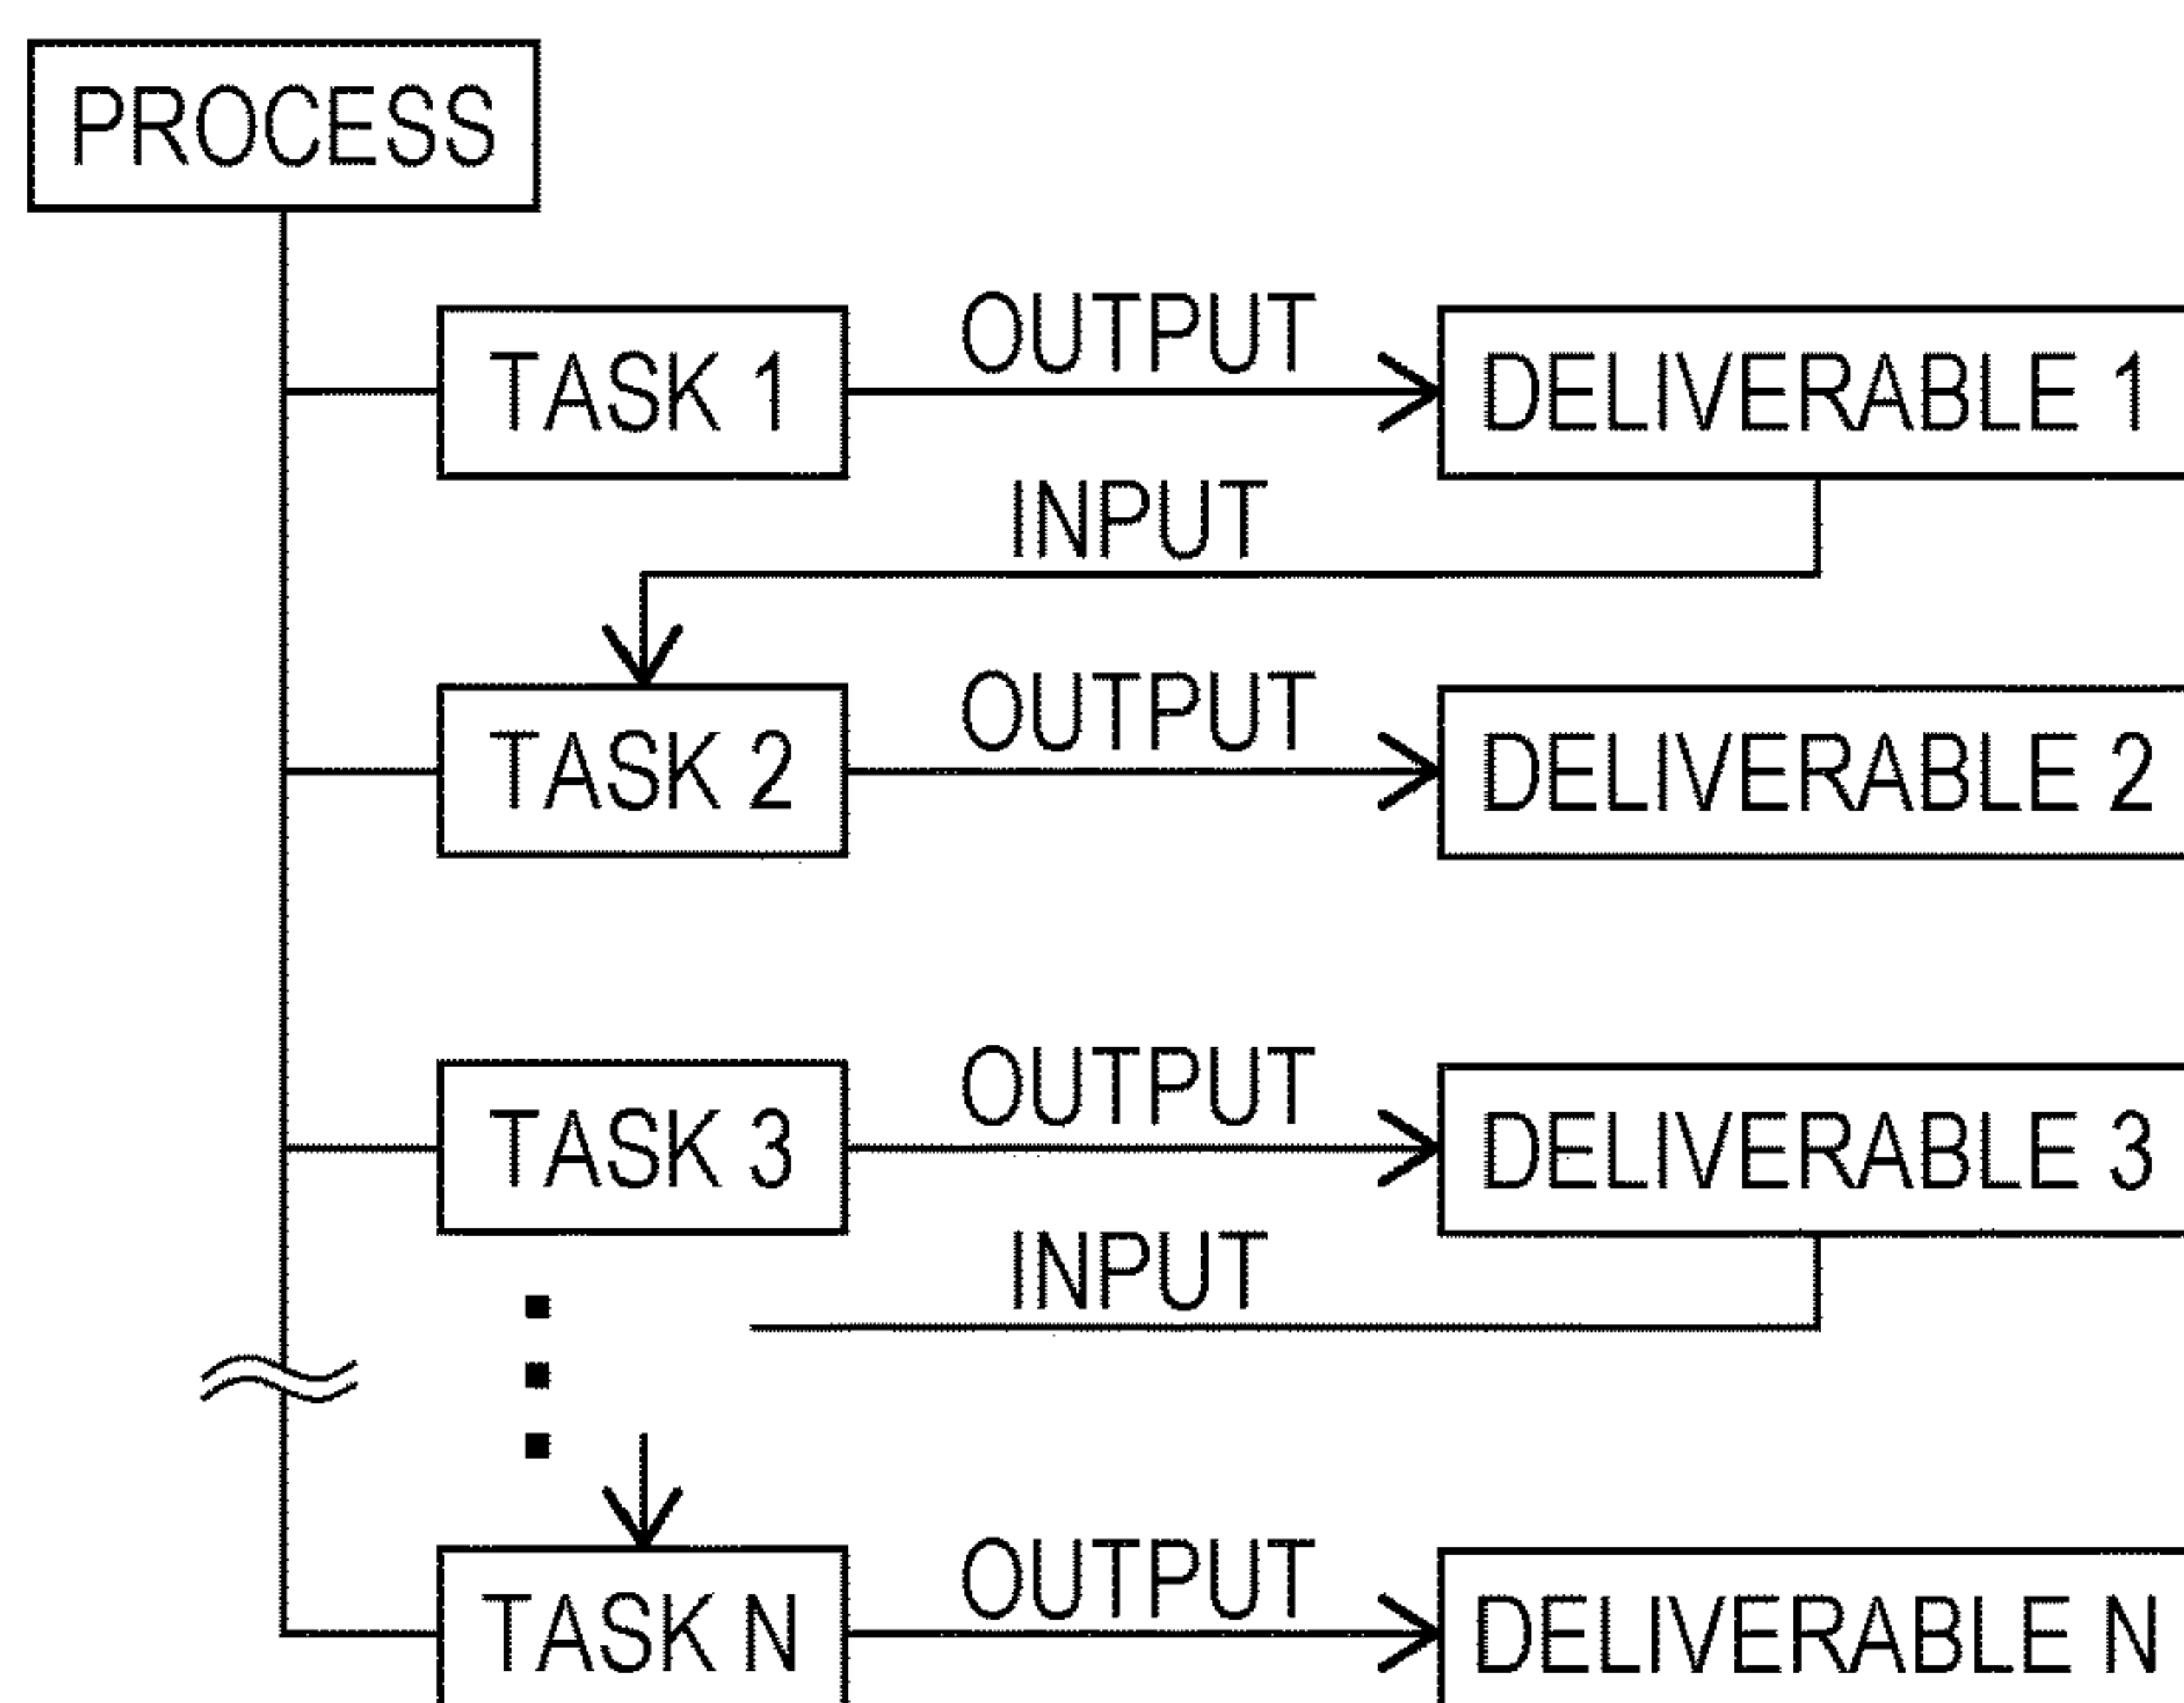 PROCESS
TASK 1
OUTPUT
DELIVERABLE 1
INPUT
TASK 2
OUTPUT
DELIVERABLE 2
TASK 3
OUTPUT
DELIVERABLE 3
INPUT
TASK N
OUTPUT
DELIVERABLE N